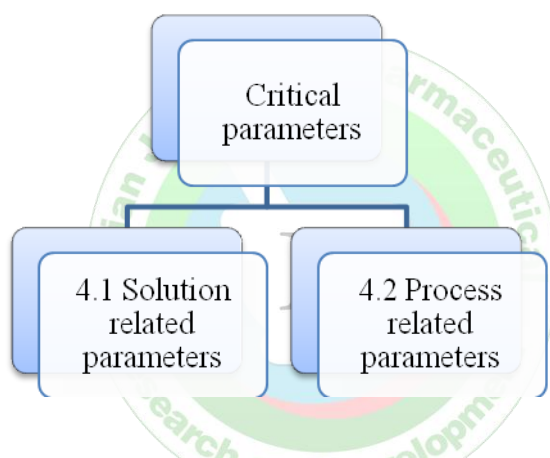 Critical
parameters
4.1 Solution
related
parameters
4.2 Process
related
parameters